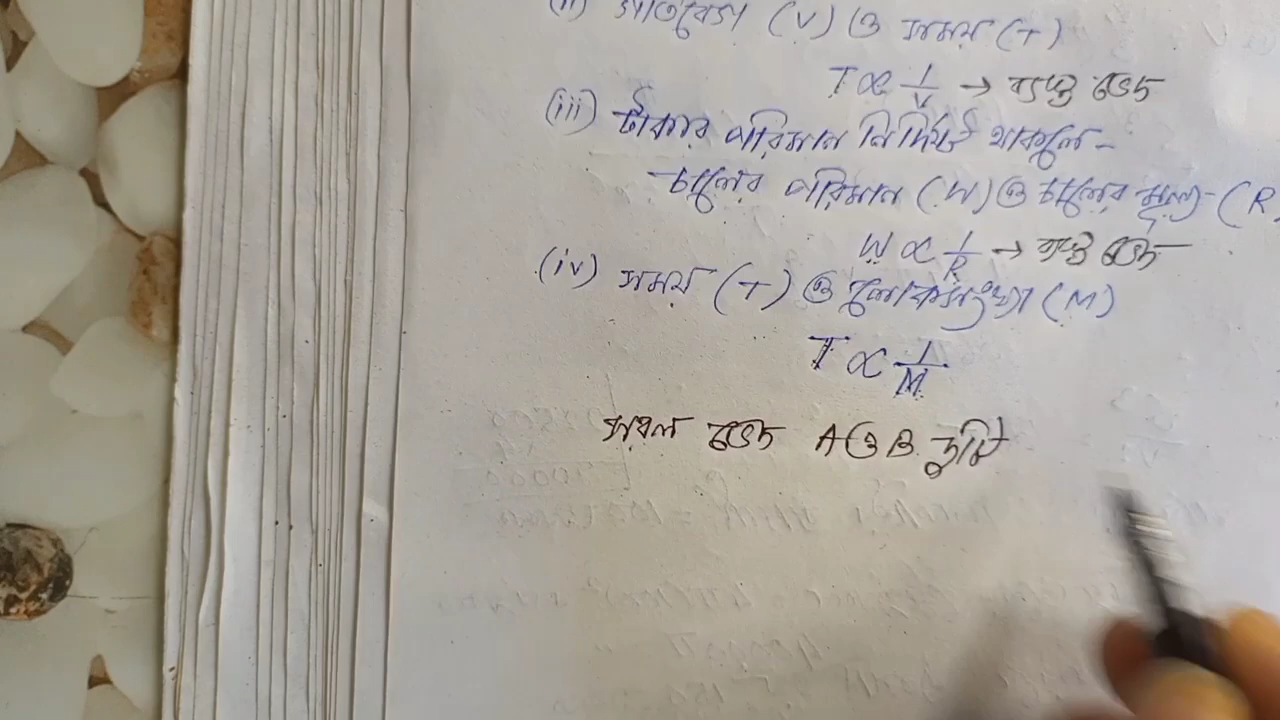 (ii) গতিবেগ (V) ও সময় (T)
T ∝ 1/V → ব্যস্ত ভেদ
(iii) টাকার পরিমান নির্দিষ্ট থাকলে -
চালের পরিমান (W) ও চালের মূল্য - (R
W ∝ 1/R → ব্যস্ত ভেদ
(iv) সময় (T) ও লোকসংখ্যা (M)
T ∝ 1/M
সরল ভেদ A ও B দুটি